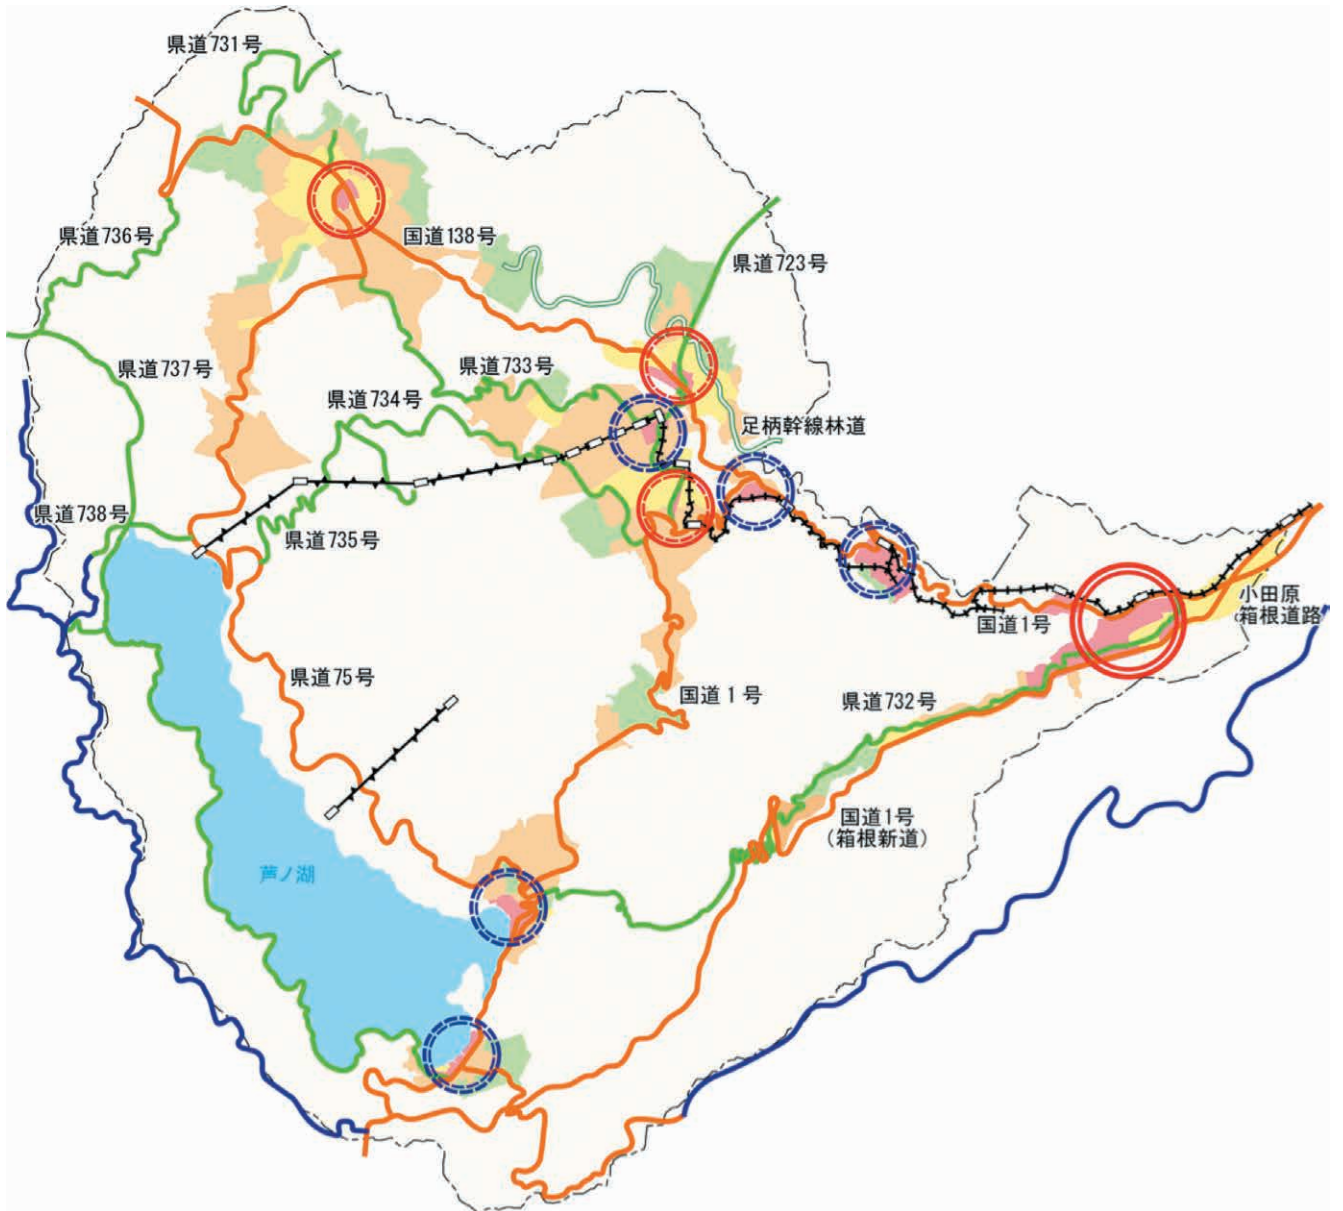 県道731号
県道736号
国道138号
県道723号
県道737号
県道733号
県道734号
足柄幹線林道
県道738号
県道735号
小田原
箱根道路
国道1号
県道75号
国道1号
県道732号
国道1号
(箱根新道)
芦ノ湖